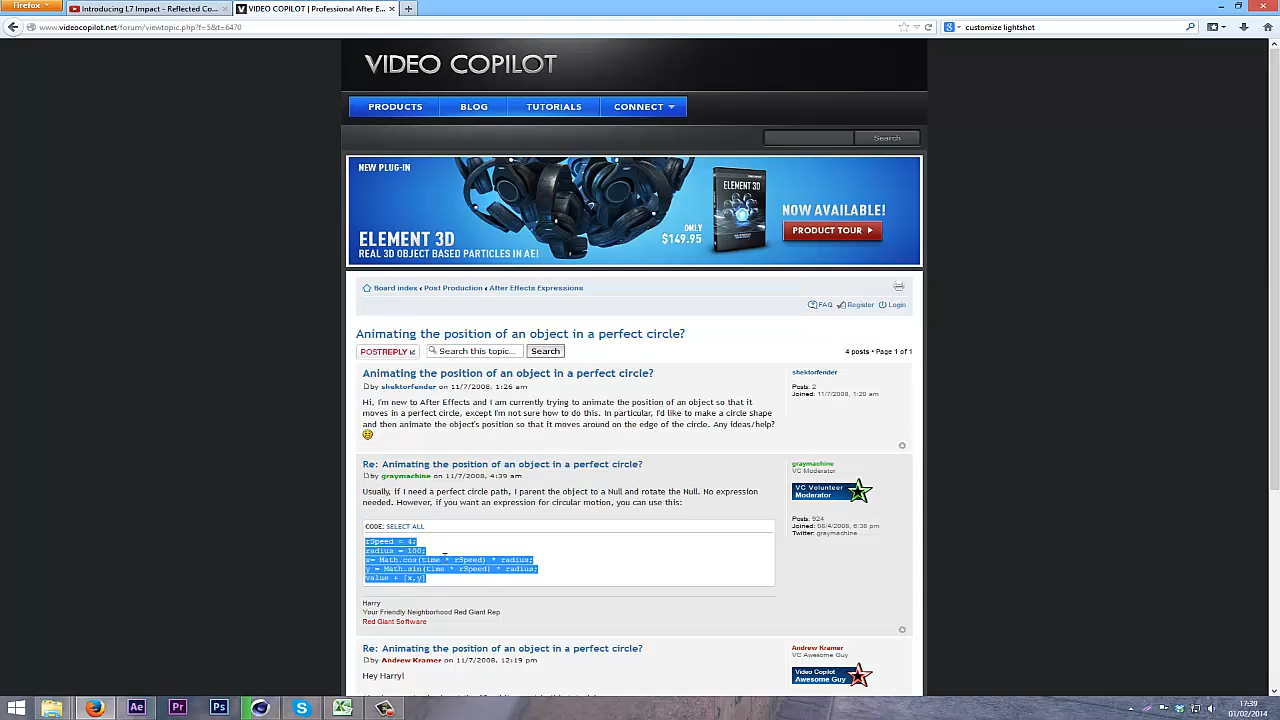 Firefox
Introducing L7 Impact - Reflected Co...
VIDEO COPILOT | Professional After E...
www.videocopilot.net/forum/viewtopic.php?f=5&t=6470
customize lightshot
VIDEO COPILOT
PRODUCTS
BLOG
TUTORIALS
CONNECT
Search
NEW PLUG-IN
ELEMENT 3D
NOW AVAILABLE!
ONLY
$149.95
PRODUCT TOUR
ELEMENT 3D
REAL 3D OBJECT BASED PARTICLES IN AE!
Board index ‹ Post Production ‹ After Effects Expressions
FAQ Register Login
Animating the position of an object in a perfect circle?
POSTREPLY
Search this topic...
Search
4 posts • Page 1 of 1
Animating the position of an object in a perfect circle?
by shektorfender on 11/7/2008, 1:26 am
shektorfender
Posts: 2
Joined: 11/7/2008, 1:20 am
Hi, I'm new to After Effects and I am currently trying to animate the position of an object so that it
moves in a perfect circle, except I'm not sure how to do this. In particular, I'd like to make a circle shape
and then animate the object's position so that it moves around on the edge of the circle. Any ideas/help?
Re: Animating the position of an object in a perfect circle?
by graymachine on 11/7/2008, 4:39 am
graymachine
VC Moderator
VC Volunteer
Moderator
Posts: 924
Joined: 08/4/2008, 6:38 pm
Twitter: graymachine
Usually, if I need a perfect circle path, I parent the object to a Null and rotate the Null. No expression
needed. However, if you want an expression for circular motion, you can use this:
CODE: SELECT ALL
rSpeed = 4;
radius = 100;
x= Math.cos(time * rSpeed) * radius;
y = Math.sin(time * rSpeed) * radius;
value + [x,y]
Harry
Your Friendly Neighborhood Red Giant Rep
Red Giant Software
Re: Animating the position of an object in a perfect circle?
by Andrew Kramer on 11/7/2008, 12:19 pm
Andrew Kramer
VC Awesome Guy
Video Copilot
Awesome Guy
Hey Harry!
Ae
Pr
Ps
17:39
01/02/2014